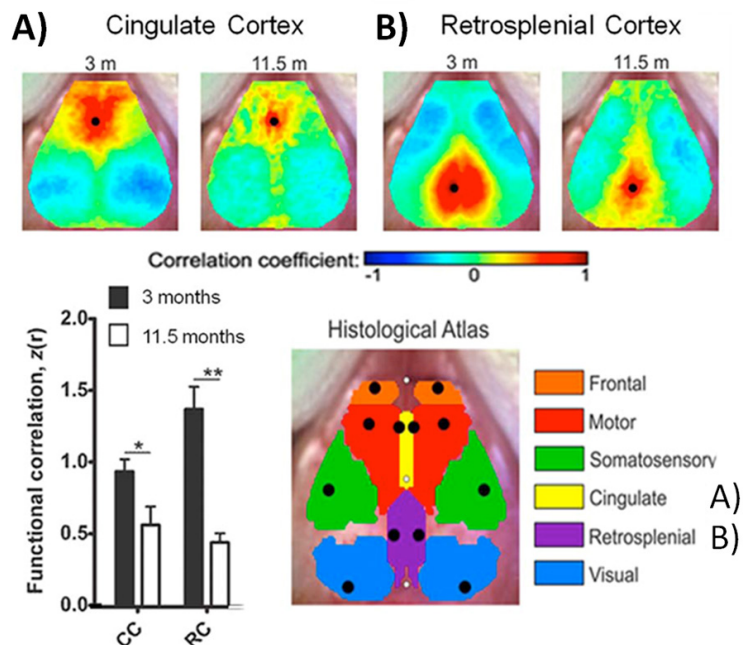 A) Cingulate Cortex
3 m 11.5 m
B) Retrosplenial Cortex
3 m 11.5 m
Correlation coefficient:
-1 0 1
3 months
11.5 months
Functional correlation, z(r)
2.0
1.5
1.0
0.5
0.0
*
**
CC
RC
Histological Atlas
Frontal
Motor
Somatosensory
Cingulate A)
Retrosplenial B)
Visual